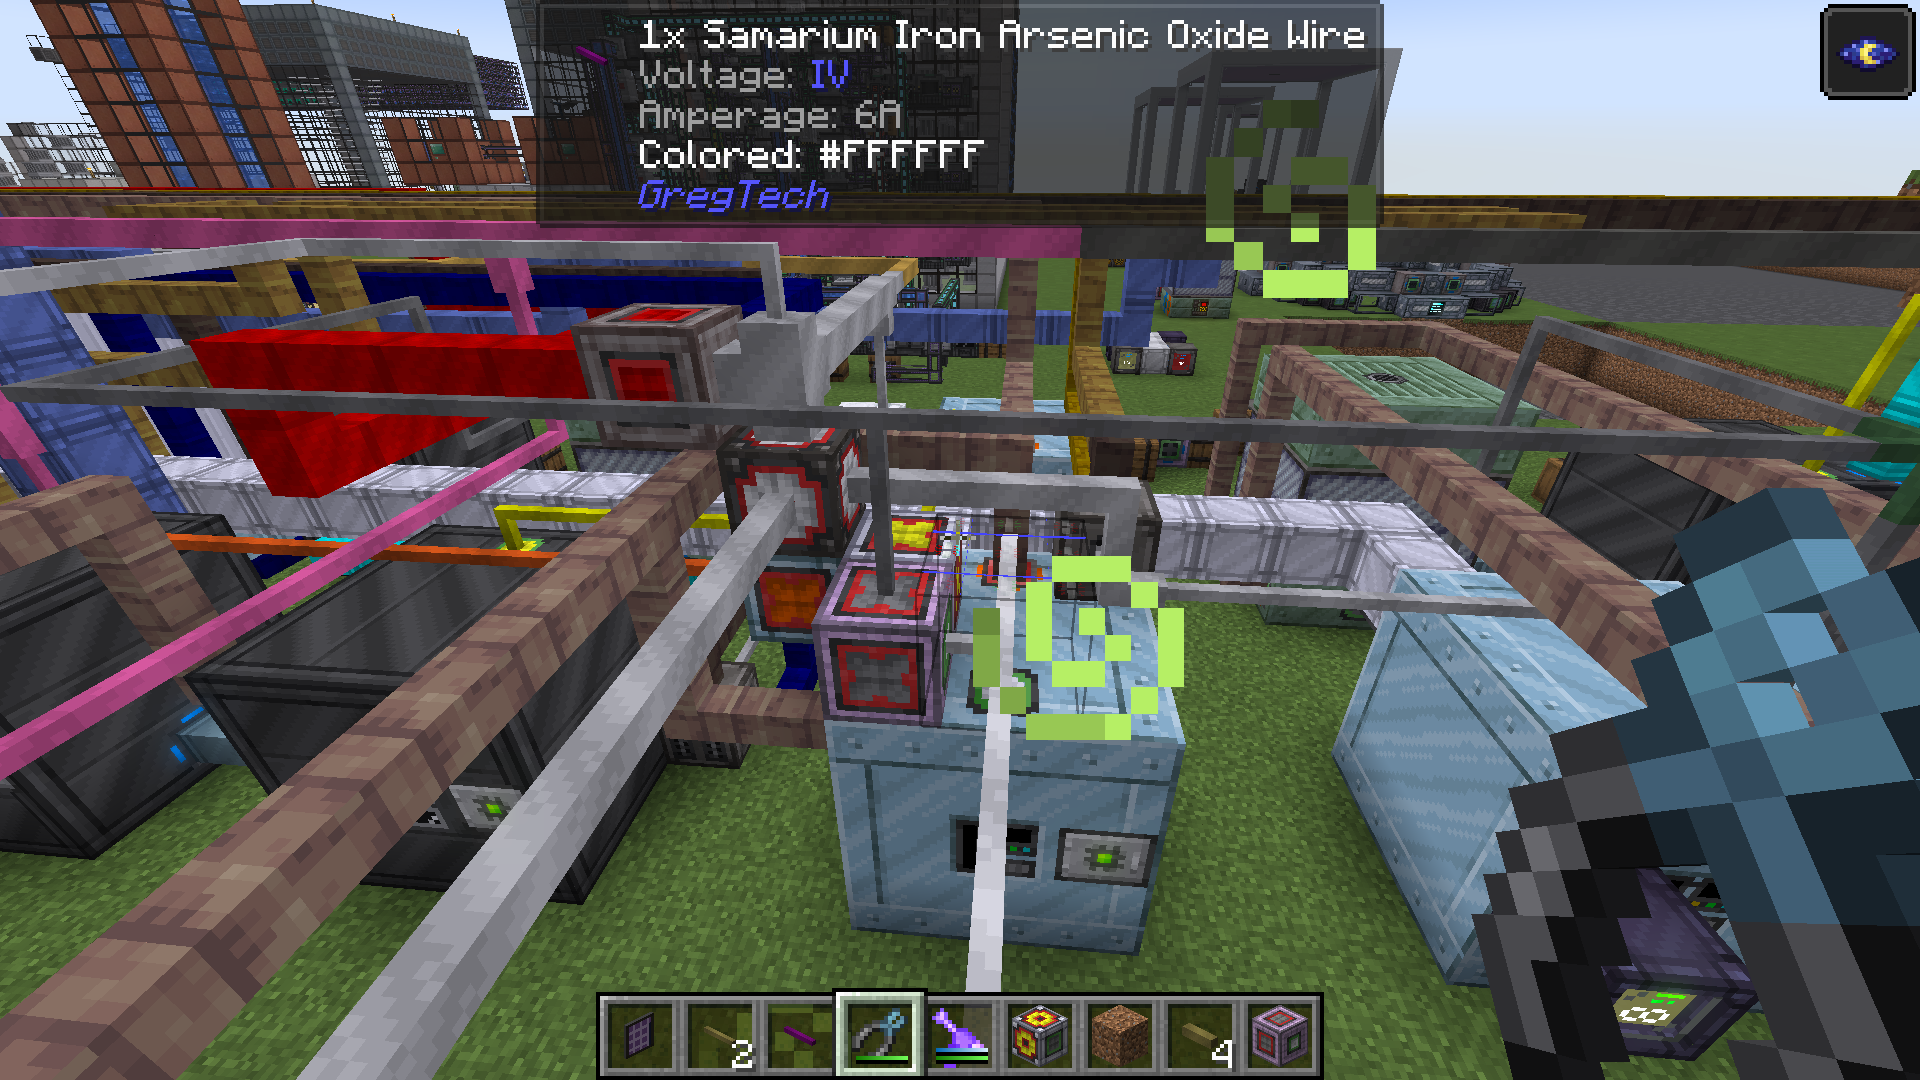 1x Samarium Iron Arsenic Oxide Wire
Voltage: IV
Amperage: 6A
Colored: #FFFFFF
GregTech
2
4